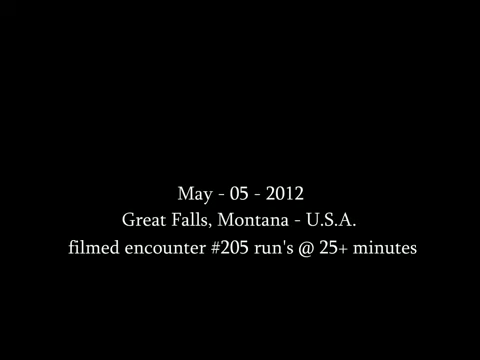 May - 05 - 2012
Great Falls, Montana - U.S.A.
filmed encounter #205 run's @ 25+ minutes